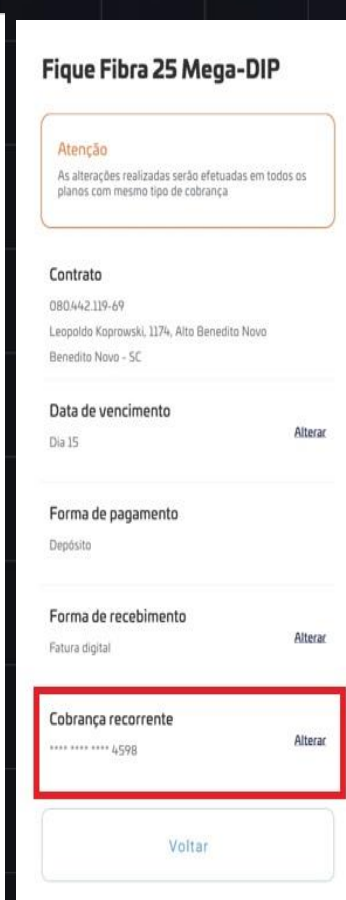 Fique Fibra 25 Mega-DIP
Atenção
As alterações realizadas serão efetuadas em todos os
planos com mesmo tipo de cobrança
Contrato
080.442.119-69
Leopoldo Koprowski, 1174, Alto Benedito Novo
Benedito Novo - SC
Data de vencimento
Dia 15
Alterar
Forma de pagamento
Depósito
Forma de recebimento
Fatura digital
Alterar
Cobrança recorrente
**** **** **** 4598
Alterar
Voltar